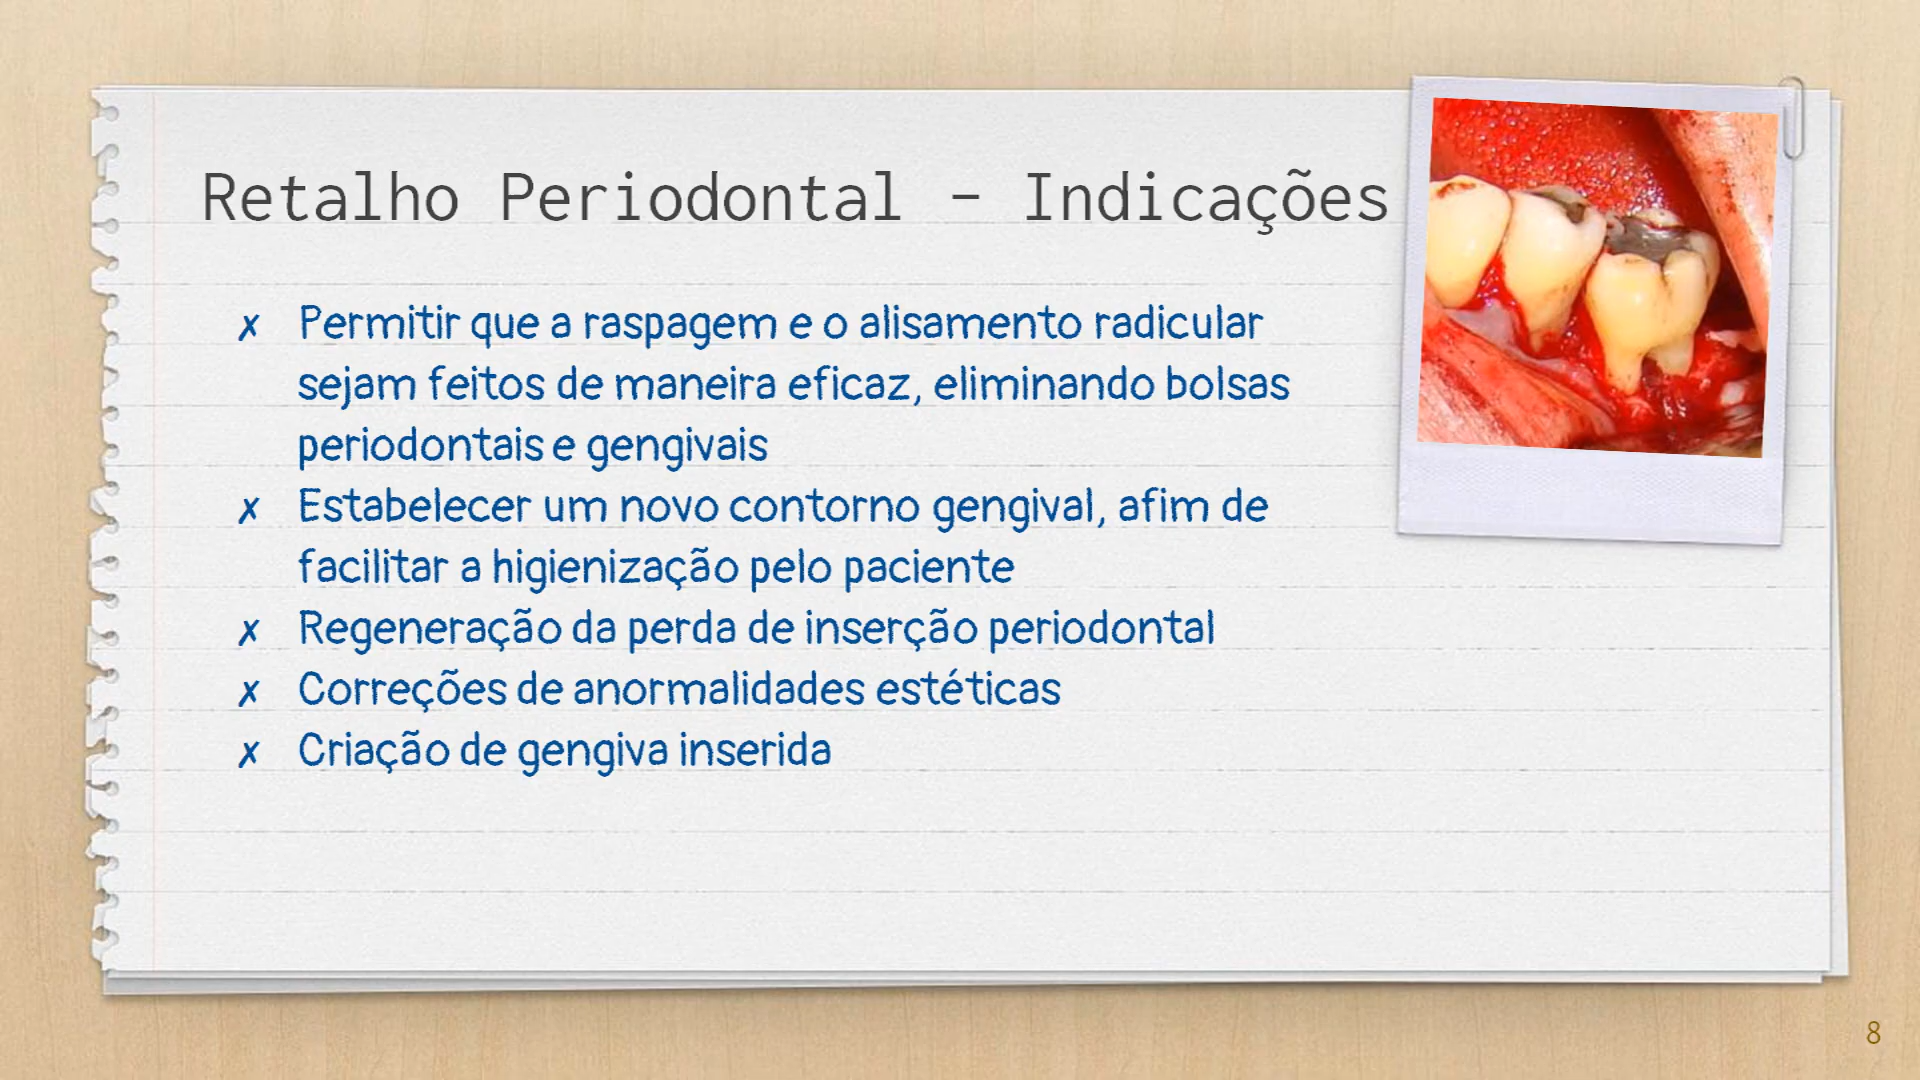 Retalho Periodontal - Indicações
✗ Permitir que a raspagem e o alisamento radicular
sejam feitos de maneira eficaz, eliminando bolsas
periodontais e gengivais
✗ Estabelecer um novo contorno gengival, afim de
facilitar a higienização pelo paciente
✗ Regeneração da perda de inserção periodontal
✗ Correções de anormalidades estéticas
✗ Criação de gengiva inserida
8